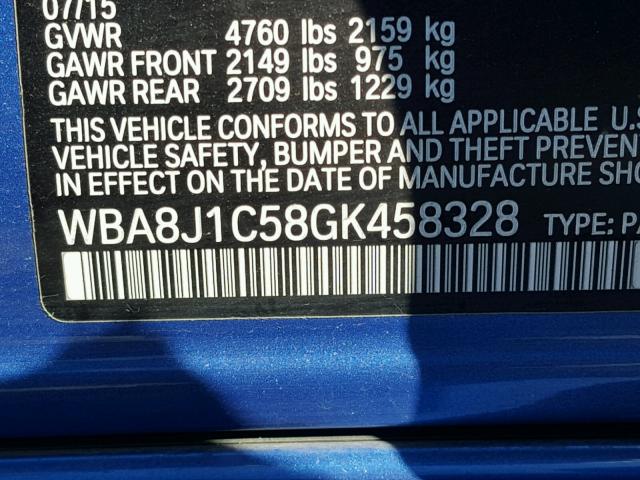 07/15
GVWR 4760 lbs 2159 kg
GAWR FRONT 2149 lbs 975 kg
GAWR REAR 2709 lbs 1229 kg
THIS VEHICLE CONFORMS TO ALL APPLICABLE U.S
VEHICLE SAFETY, BUMPER AND THEFT PREVEN
IN EFFECT ON THE DATE OF MANUFACTURE SHO
WBA8J1C58GK458328 TYPE: PA